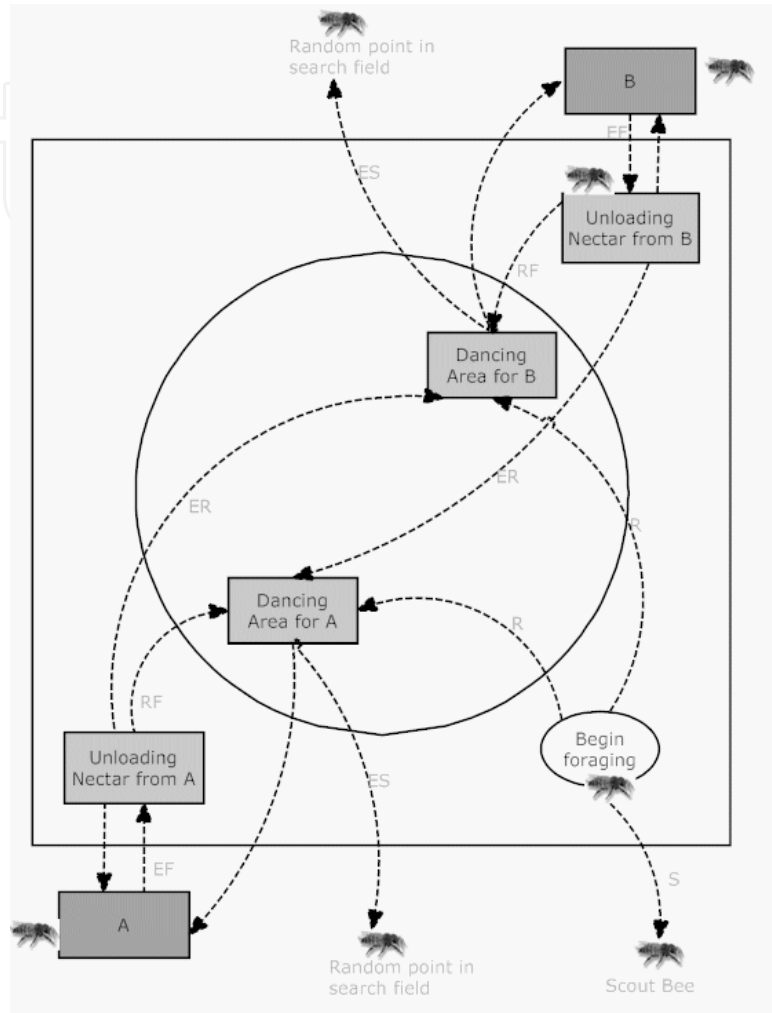 Random point in
search field
B
EF
ES
Unloading
Nectar from B
RF
Dancing
Area for B
ER
ER
R
Dancing
Area for A
R
RF
Begin
foraging
Unloading
Nectar from A
ES
EF
S
A
Random point in
search field
Scout Bee